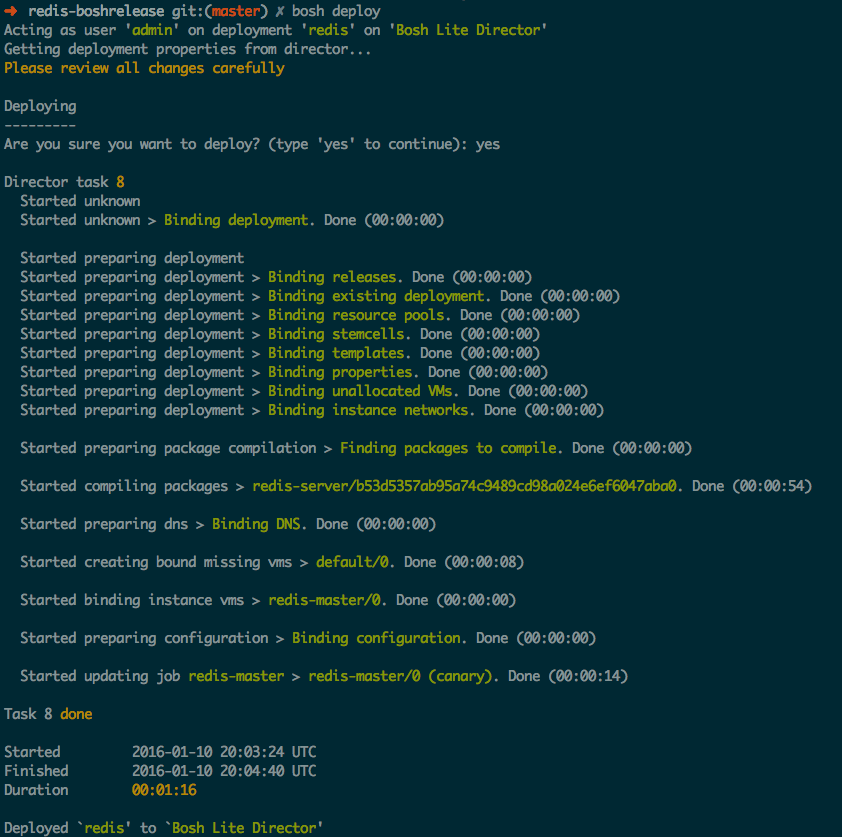 ➜ redis-boshrelease git:(master) ✗ bosh deploy
Acting as user 'admin' on deployment 'redis' on 'Bosh Lite Director'
Getting deployment properties from director...
Please review all changes carefully
Deploying
---------
Are you sure you want to deploy? (type 'yes' to continue): yes
Director task 8
Started unknown
Started unknown > Binding deployment. Done (00:00:00)
Started preparing deployment
Started preparing deployment > Binding releases. Done (00:00:00)
Started preparing deployment > Binding existing deployment. Done (00:00:00)
Started preparing deployment > Binding resource pools. Done (00:00:00)
Started preparing deployment > Binding stemcells. Done (00:00:00)
Started preparing deployment > Binding templates. Done (00:00:00)
Started preparing deployment > Binding properties. Done (00:00:00)
Started preparing deployment > Binding unallocated VMs. Done (00:00:00)
Started preparing deployment > Binding instance networks. Done (00:00:00)
Started preparing package compilation > Finding packages to compile. Done (00:00:00)
Started compiling packages > redis-server/b53d5357ab95a74c9489cd98a024e6ef6047aba0. Done (00:00:54)
Started preparing dns > Binding DNS. Done (00:00:00)
Started creating bound missing vms > default/0. Done (00:00:08)
Started binding instance vms > redis-master/0. Done (00:00:00)
Started preparing configuration > Binding configuration. Done (00:00:00)
Started updating job redis-master > redis-master/0 (canary). Done (00:00:14)
Task 8 done
Started 2016-01-10 20:03:24 UTC
Finished 2016-01-10 20:04:40 UTC
Duration 00:01:16
Deployed `redis' to `Bosh Lite Director'